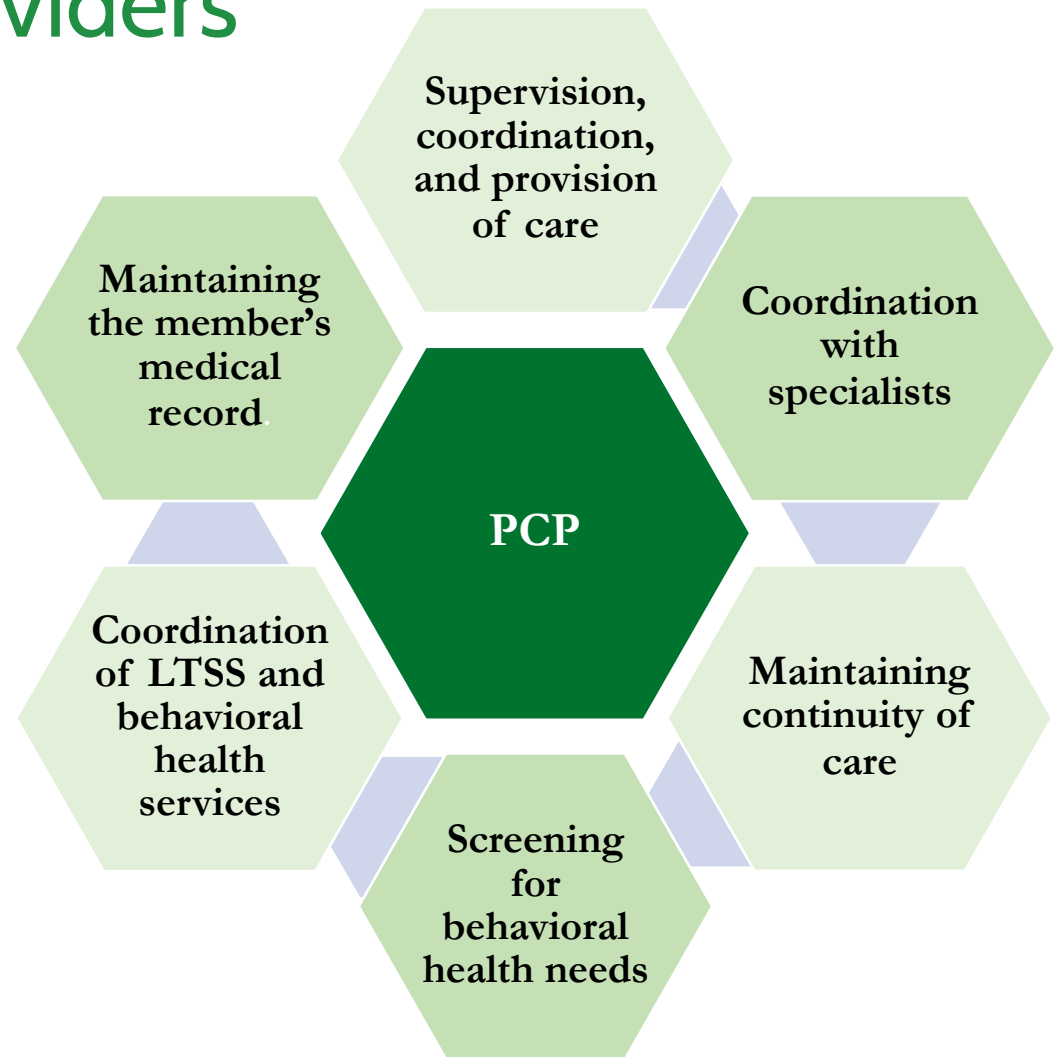 viders
Supervision,
coordination,
and provision
of care
Coordination
with
specialists
Maintaining
continuity of
care
Screening
for
behavioral
health needs
Coordination
of LTSS and
behavioral
health
services
Maintaining
the member’s
medical
record.
PCP